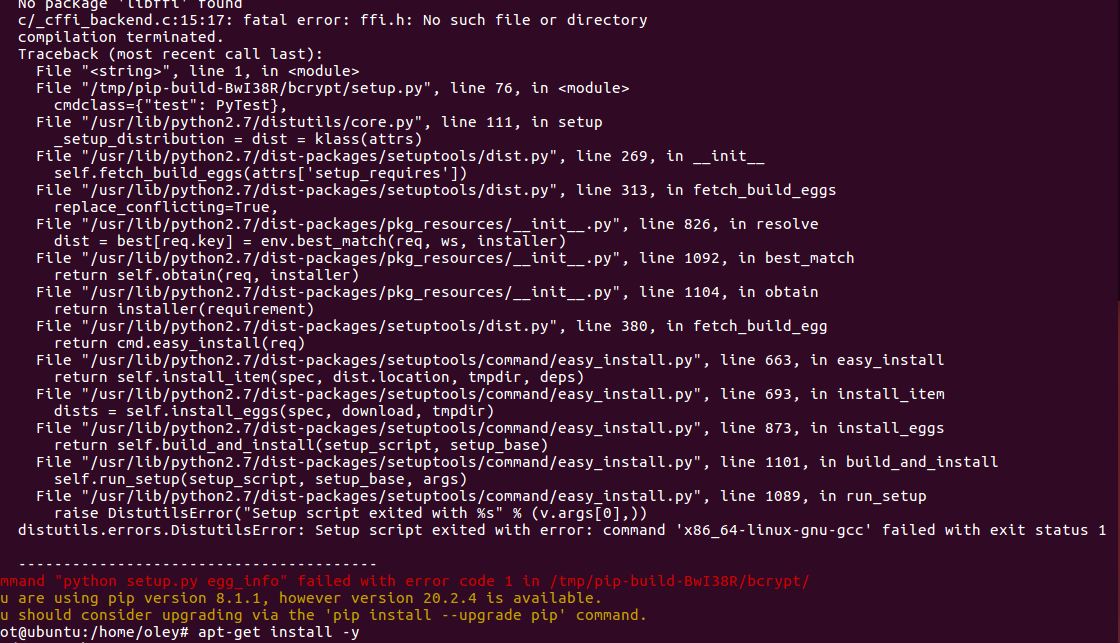 No package 'libffi' found
c/_cffi_backend.c:15:17: fatal error: ffi.h: No such file or directory
compilation terminated.
Traceback (most recent call last):
File "<string>", line 1, in <module>
File "/tmp/pip-build-BwI38R/bcrypt/setup.py", line 76, in <module>
cmdclass={"test": PyTest},
File "/usr/lib/python2.7/distutils/core.py", line 111, in setup
_setup_distribution = dist = klass(attrs)
File "/usr/lib/python2.7/dist-packages/setuptools/dist.py", line 269, in __init__
self.fetch_build_eggs(attrs['setup_requires'])
File "/usr/lib/python2.7/dist-packages/setuptools/dist.py", line 313, in fetch_build_eggs
replace_conflicting=True,
File "/usr/lib/python2.7/dist-packages/pkg_resources/__init__.py", line 826, in resolve
dist = best[req.key] = env.best_match(req, ws, installer)
File "/usr/lib/python2.7/dist-packages/pkg_resources/__init__.py", line 1092, in best_match
return self.obtain(req, installer)
File "/usr/lib/python2.7/dist-packages/pkg_resources/__init__.py", line 1104, in obtain
return installer(requirement)
File "/usr/lib/python2.7/dist-packages/setuptools/dist.py", line 380, in fetch_build_egg
return cmd.easy_install(req)
File "/usr/lib/python2.7/dist-packages/setuptools/command/easy_install.py", line 663, in easy_install
return self.install_item(spec, dist.location, tmpdir, deps)
File "/usr/lib/python2.7/dist-packages/setuptools/command/easy_install.py", line 693, in install_item
dists = self.install_eggs(spec, download, tmpdir)
File "/usr/lib/python2.7/dist-packages/setuptools/command/easy_install.py", line 873, in install_eggs
return self.build_and_install(setup_script, setup_base)
File "/usr/lib/python2.7/dist-packages/setuptools/command/easy_install.py", line 1101, in build_and_install
self.run_setup(setup_script, setup_base, args)
File "/usr/lib/python2.7/dist-packages/setuptools/command/easy_install.py", line 1089, in run_setup
raise DistutilsError("Setup script exited with %s" % (v.args[0],))
distutils.errors.DistutilsError: Setup script exited with error: command 'x86_64-linux-gnu-gcc' failed with exit status 1
----------------------------------------
mmand "python setup.py egg_info" failed with error code 1 in /tmp/pip-build-BwI38R/bcrypt/
u are using pip version 8.1.1, however version 20.2.4 is available.
u should consider upgrading via the 'pip install --upgrade pip' command.
ot@ubuntu:/home/oley# apt-get install -y